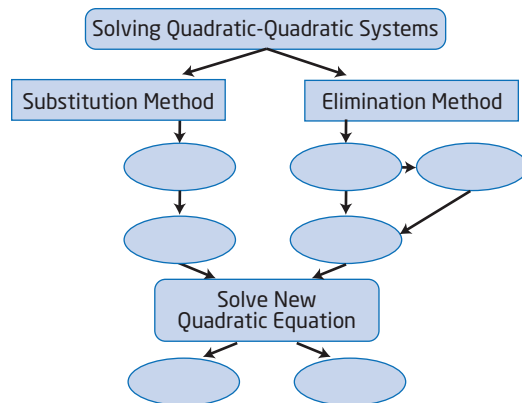 Solving Quadratic-Quadratic Systems
Substitution Method
Elimination Method
Solve New
Quadratic Equation